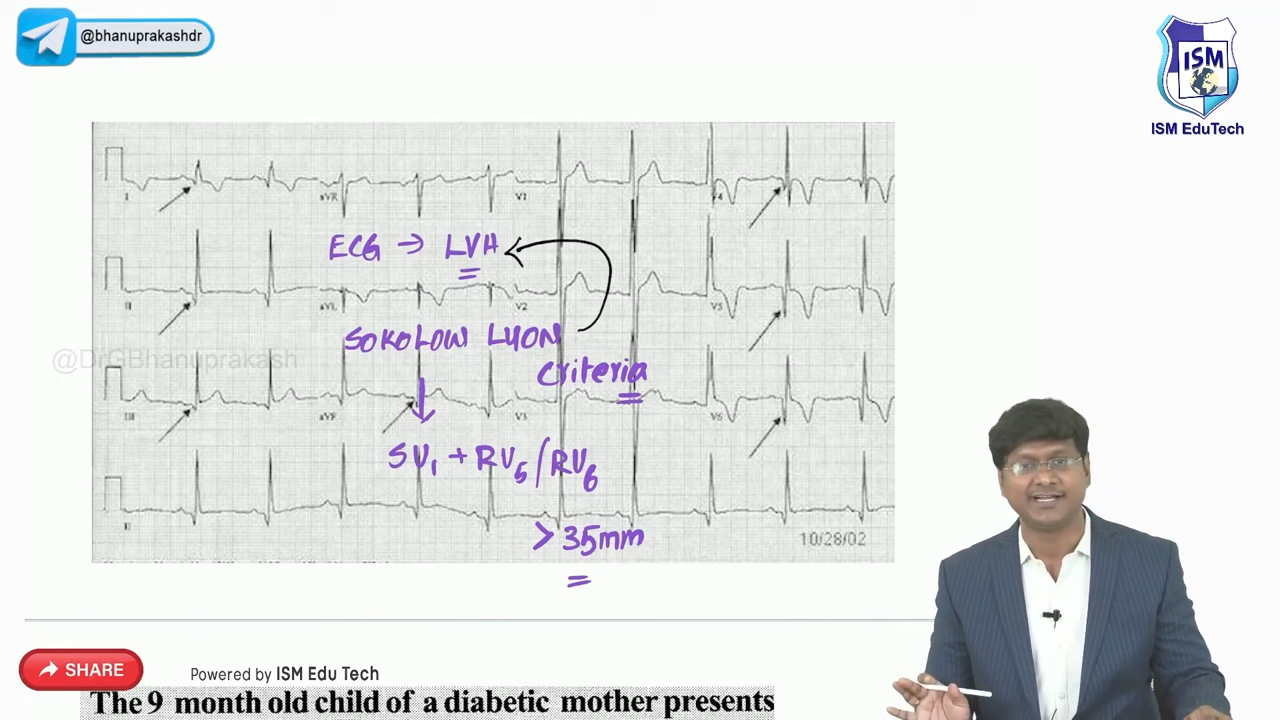 @bhanuprakashdr
ISM
ISM EduTech
I
aVR
V1
V4
ECG → LVH
II
aVL
V2
V5
SOKOLOW LYON
@DrGBhanuprakash
criteria
III
aVF
V3
V6
SV₁ + RV₅/RV₆
> 35mm
II
10/28/02
SHARE
Powered by ISM Edu Tech
The 9 month old child of a diabetic mother presents